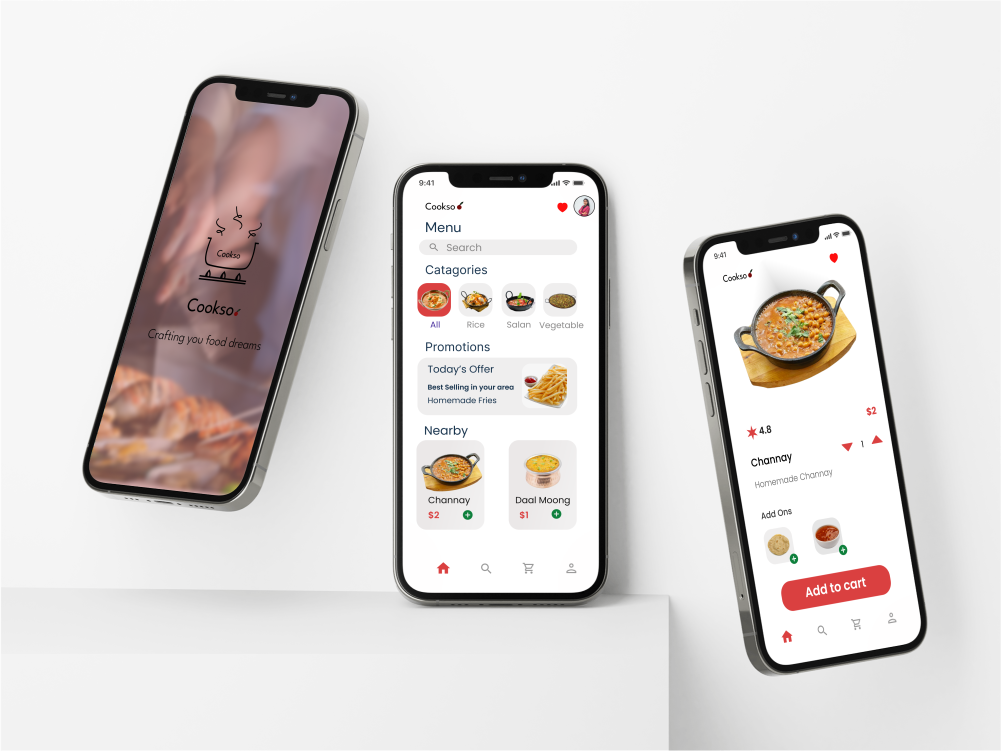 Cookso
Cookso
Crafting you food dreams
9:41
Cookso
Menu
Search
Catagories
All
Rice
Salan
Vegetable
Promotions
Today's Offer
Best Selling in your area
Homemade Fries
Nearby
Channay
$2
Daal Moong
$1
9:41
Cookso
$2
4.8
Channay
1
Homemade Channay
Add Ons
Add to cart